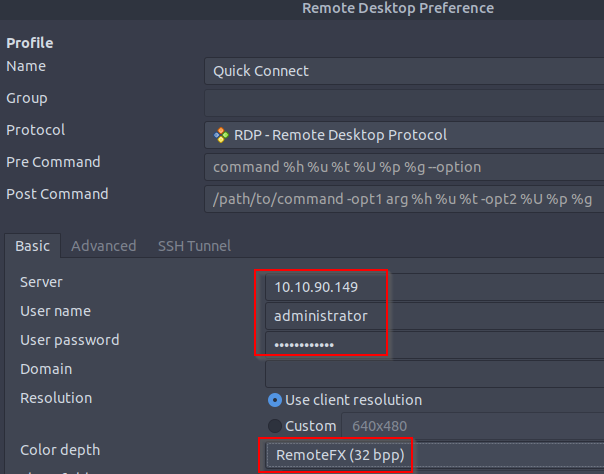 Remote Desktop Preference
Profile
Name Quick Connect
Group
Protocol RDP - Remote Desktop Protocol
Pre Command command %h %u %t %U %p %g --option
Post Command /path/to/command -opt1 arg %h %u %t -opt2 %U %p %g
Basic Advanced SSH Tunnel
Server 10.10.90.149
User name administrator
User password ••••••••••••
Domain
Resolution Use client resolution
Custom 640x480
Color depth RemoteFX (32 bpp)